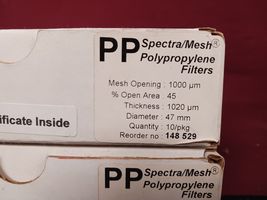 PP Spectra/Mesh®
Polypropylene
Filters
Mesh Opening : 1000 µm
% Open Area : 45
Thickness : 1020 µm
Diameter : 47 mm
Quantity : 10/pkg
Reorder no : 148 529
ificate Inside
PP Spectra/Mesh®
Polypropylene
Filters